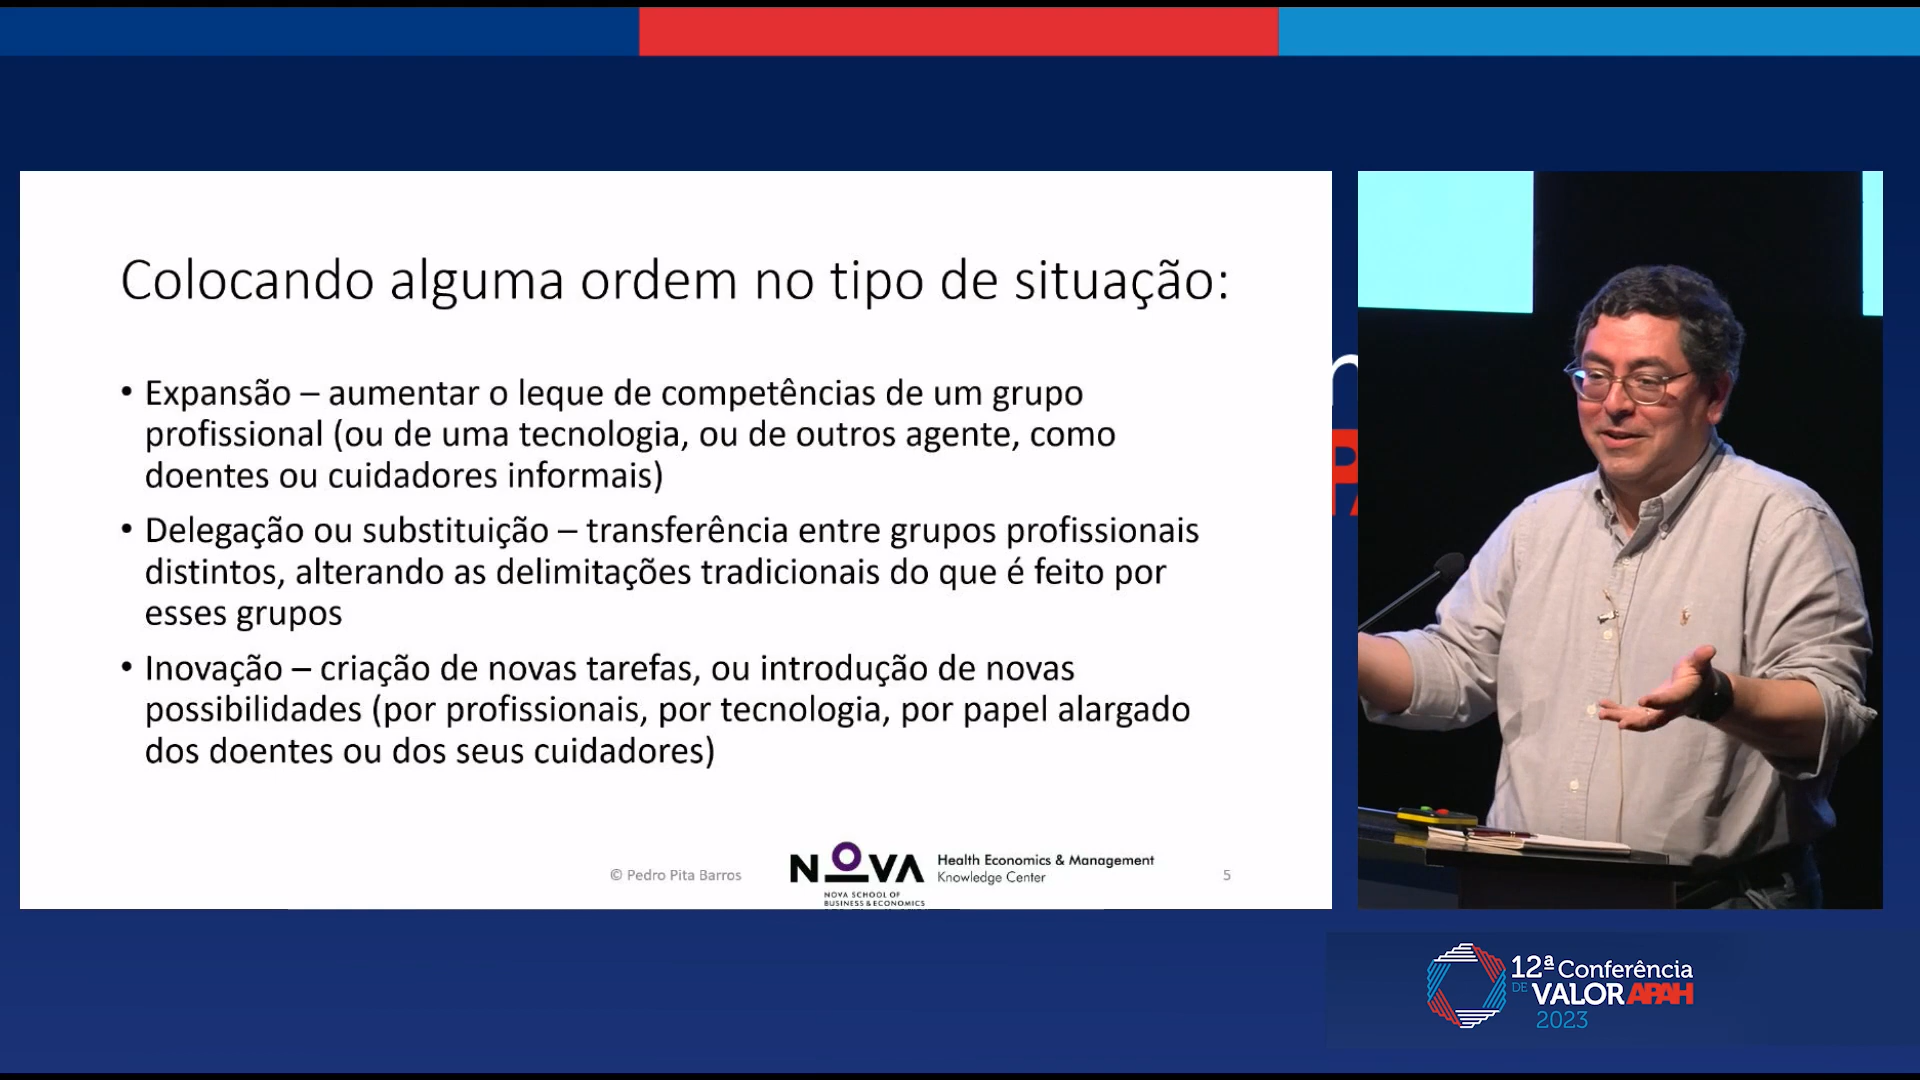 Colocando alguma ordem no tipo de situação:
• Expansão – aumentar o leque de competências de um grupo
profissional (ou de uma tecnologia, ou de outros agente, como
doentes ou cuidadores informais)
• Delegação ou substituição – transferência entre grupos profissionais
distintos, alterando as delimitações tradicionais do que é feito por
esses grupos
• Inovação – criação de novas tarefas, ou introdução de novas
possibilidades (por profissionais, por tecnologia, por papel alargado
dos doentes ou dos seus cuidadores)
© Pedro Pita Barros
NOVA
NOVA SCHOOL OF
BUSINESS & ECONOMICS
Health Economics & Management
Knowledge Center
5
12ª Conferência
DE VALOR APAH
2023